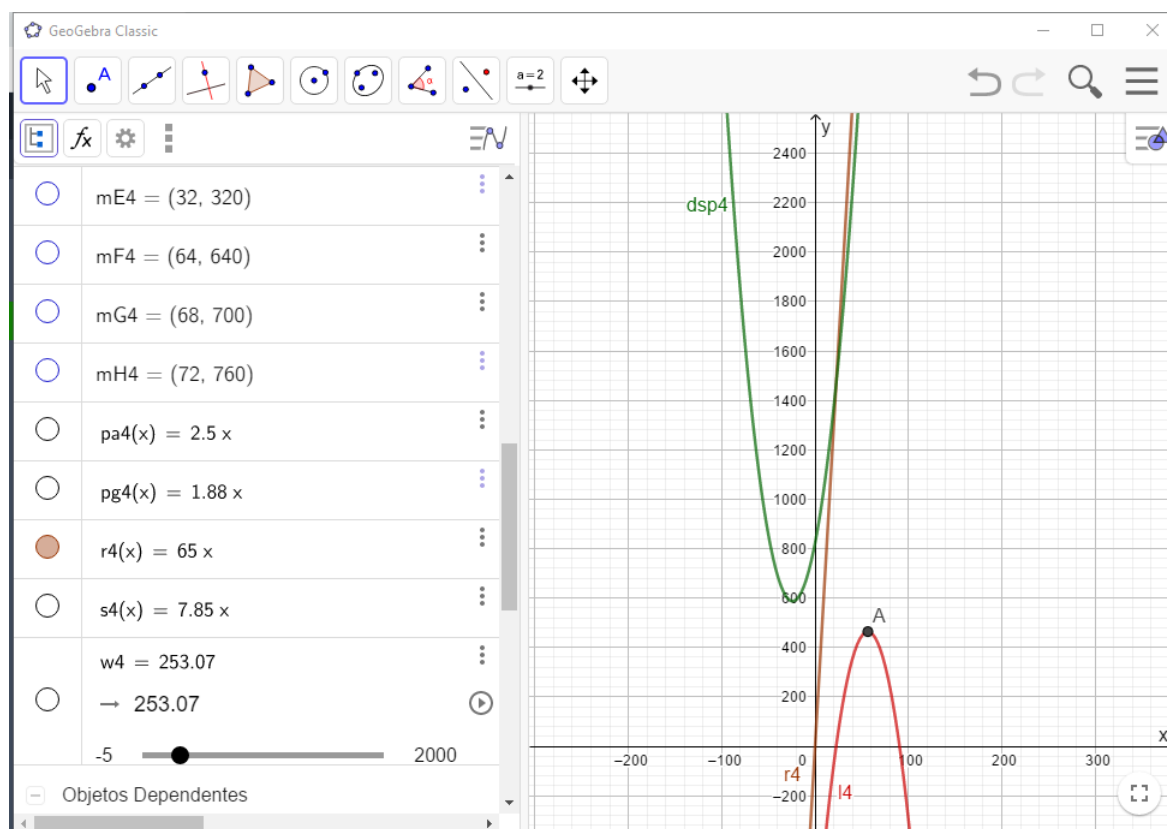 GeoGebra Classic
A
a = 2
fx
mE4 = (32, 320)
mF4 = (64, 640)
mG4 = (68, 700)
mH4 = (72, 760)
pa4(x) = 2.5 x
pg4(x) = 1.88 x
r4(x) = 65 x
s4(x) = 7.85 x
w4 = 253.07
→ 253.07
-5 2000
Objetos Dependentes
y
2400
dsp4 2200
2000
1800
1600
1400
1200
1000
800
600
A
400
200
x
−200 −100 0 100 200 300
r4
−200 l4